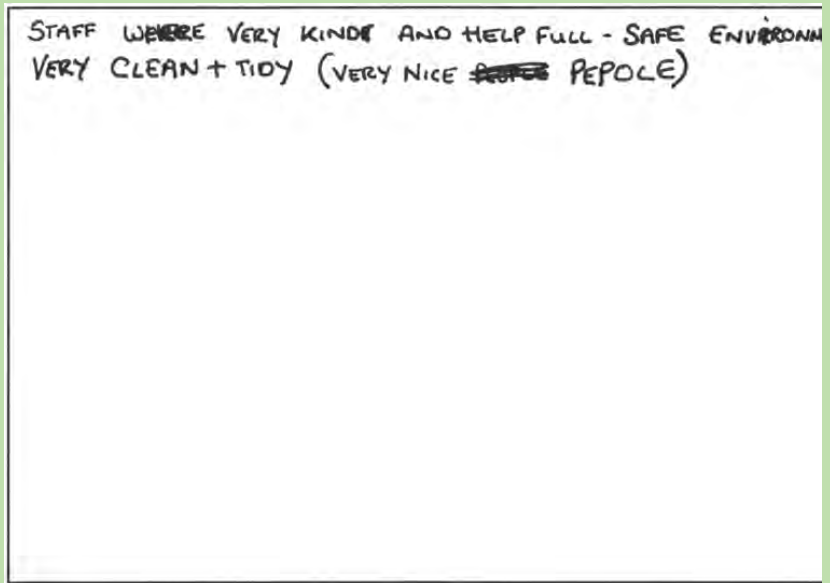 STAFF WERE VERY KIND AND HELP FULL - SAFE ENVIRONM
VERY CLEAN + TIDY (VERY NICE PEPOLE)